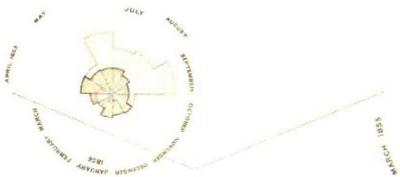 APRIL 1855
MAY
JULY
AUGUST
SEPTEMBER
OCTOBER
NOVEMBER
DECEMBER
JANUARY
1856
FEBRUARY
MARCH
MARCH 1855